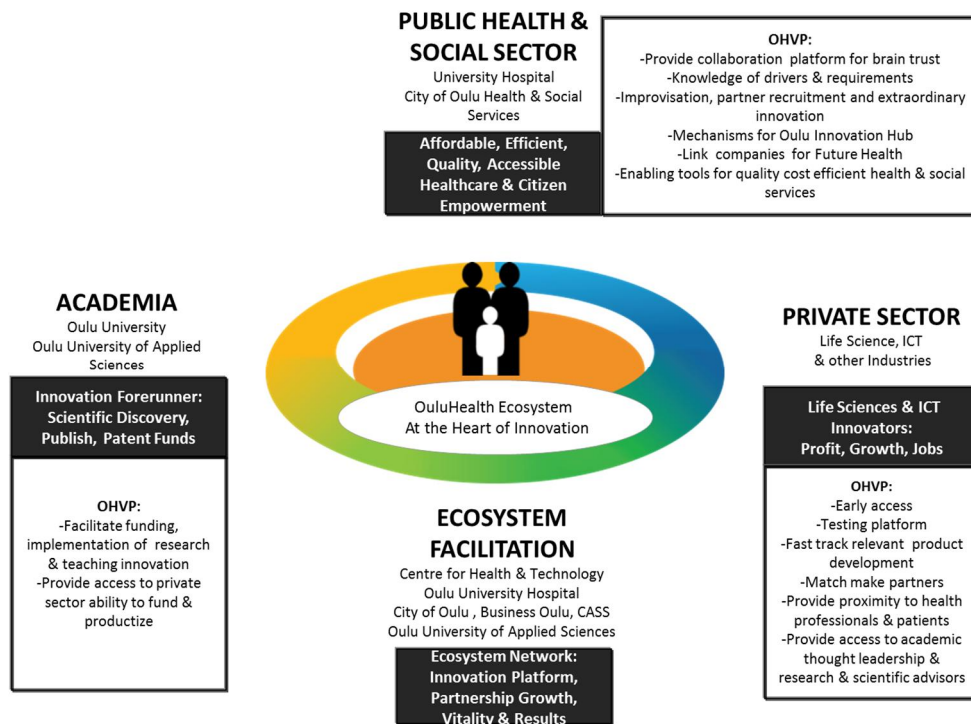 PUBLIC HEALTH &
SOCIAL SECTOR
University Hospital
City of Oulu Health & Social
Services
Affordable, Efficient,
Quality, Accessible
Healthcare & Citizen
Empowerment
OHVP:
-Provide collaboration platform for brain trust
-Knowledge of drivers & requirements
-Improvisation, partner recruitment and extraordinary
innovation
-Mechanisms for Oulu Innovation Hub
-Link companies for Future Health
-Enabling tools for quality cost efficient health & social
services
ACADEMIA
Oulu University
Oulu University of Applied
Sciences
Innovation Forerunner:
Scientific Discovery,
Publish, Patent Funds
OHVP:
-Facilitate funding,
implementation of research
& teaching innovation
-Provide access to private
sector ability to fund &
productize
OuluHealth Ecosystem
At the Heart of Innovation
PRIVATE SECTOR
Life Science, ICT
& other Industries
Life Sciences & ICT
Innovators:
Profit, Growth, Jobs
OHVP:
-Early access
-Testing platform
-Fast track relevant product
development
-Match make partners
-Provide proximity to health
professionals & patients
-Provide access to academic
thought leadership &
research & scientific advisors
ECOSYSTEM
FACILITATION
Centre for Health & Technology
Oulu University Hospital
City of Oulu , Business Oulu, CASS
Oulu University of Applied Sciences
Ecosystem Network:
Innovation Platform,
Partnership Growth,
Vitality & Results